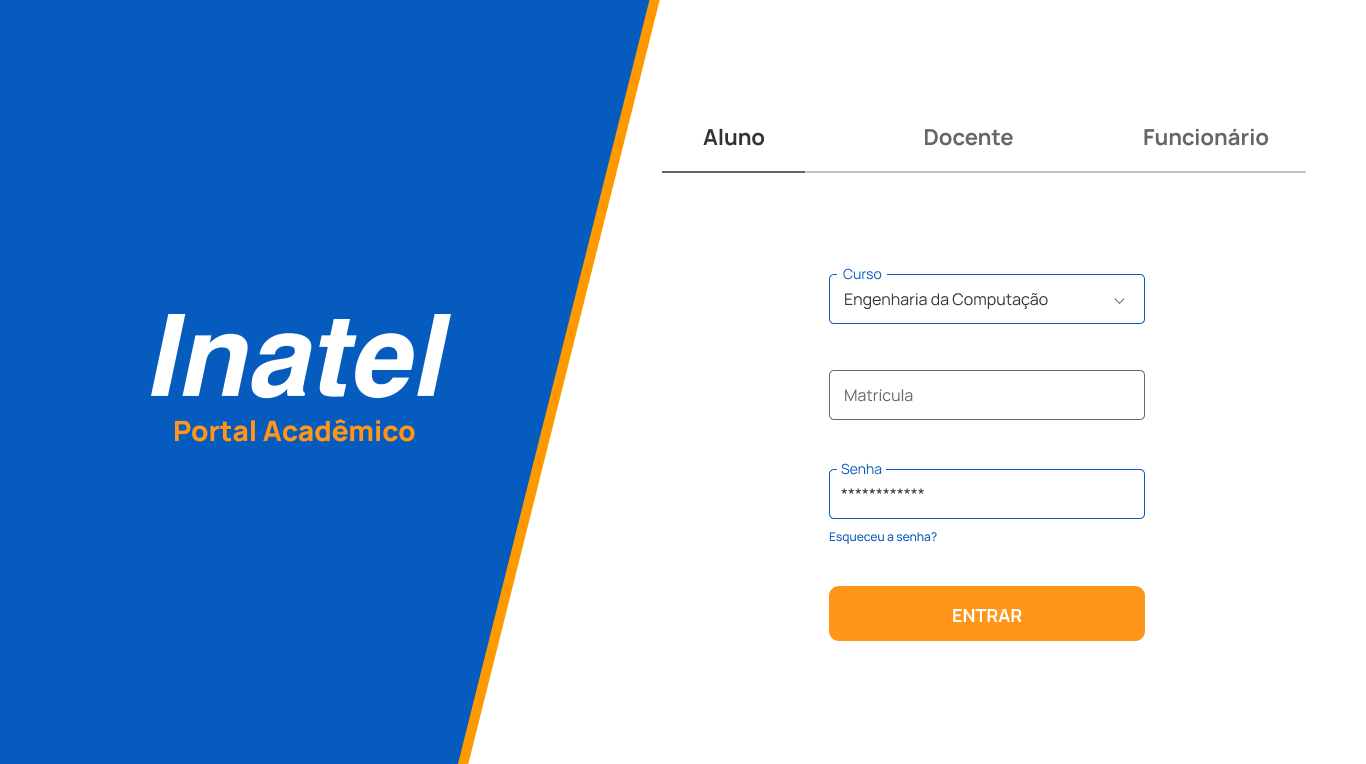 Inatel
Portal Acadêmico
Aluno Docente Funcionário
Curso
Engenharia da Computação
Matrícula
Senha
************
Esqueceu a senha?
ENTRAR